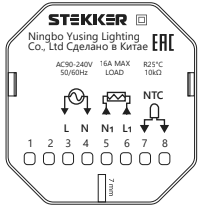 STEKKER
Ningbo Yusing Lighting
Co., Ltd Сделано в Китае EAC
AC90-240V 16A MAX R25°C
50/60Hz LOAD 10kΩ
NTC
L N N1 L1
1 2 3 4 5 6 7 8
7 mm